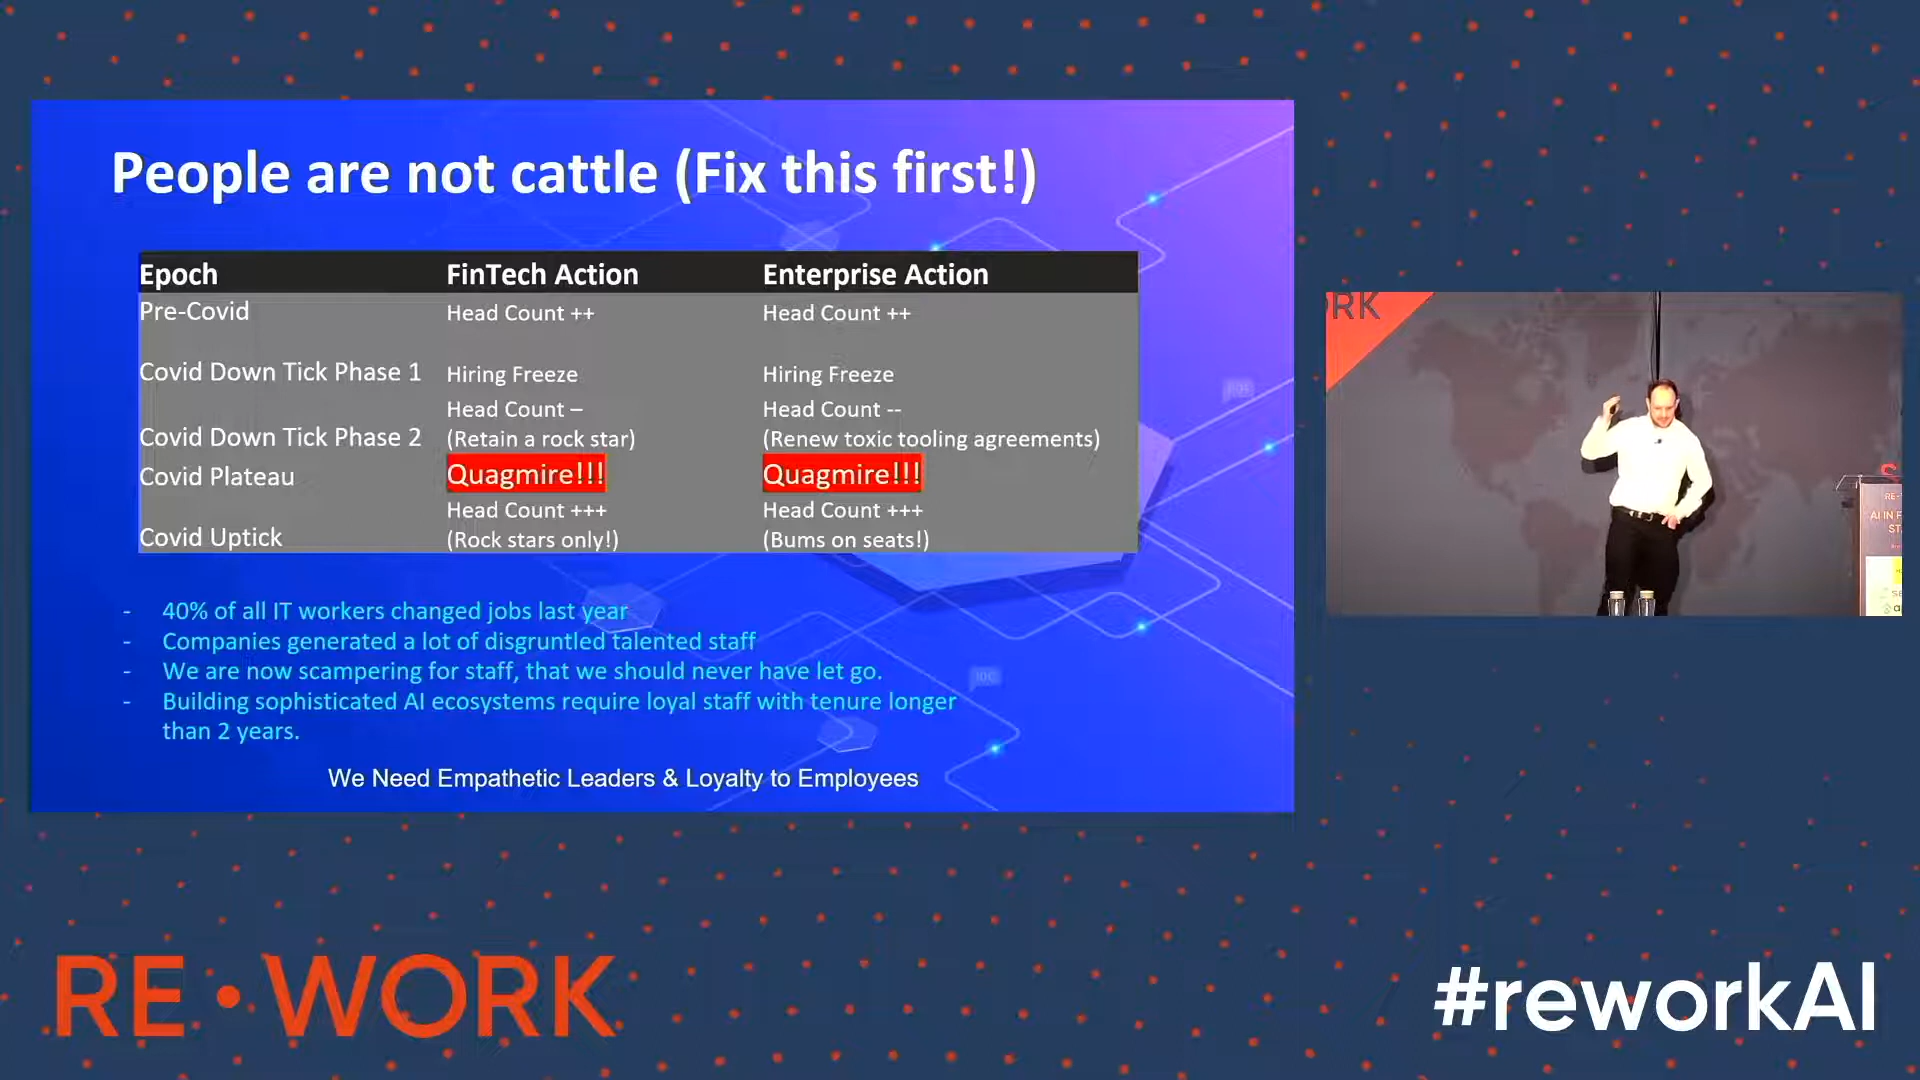 People are not cattle (Fix this first!)
Epoch FinTech Action Enterprise Action
Pre-Covid Head Count ++ Head Count ++
Covid Down Tick Phase 1 Hiring Freeze Hiring Freeze
Head Count – Head Count --
Covid Down Tick Phase 2 (Retain a rock star) (Renew toxic tooling agreements)
Covid Plateau Quagmire!!! Quagmire!!!
Head Count +++ Head Count +++
Covid Uptick (Rock stars only!) (Bums on seats!)
- 40% of all IT workers changed jobs last year
- Companies generated a lot of disgruntled talented staff
- We are now scampering for staff, that we should never have let go.
- Building sophisticated AI ecosystems require loyal staff with tenure longer
than 2 years.
We Need Empathetic Leaders & Loyalty to Employees
RK
AI IN
RE•WORK
#reworkAI